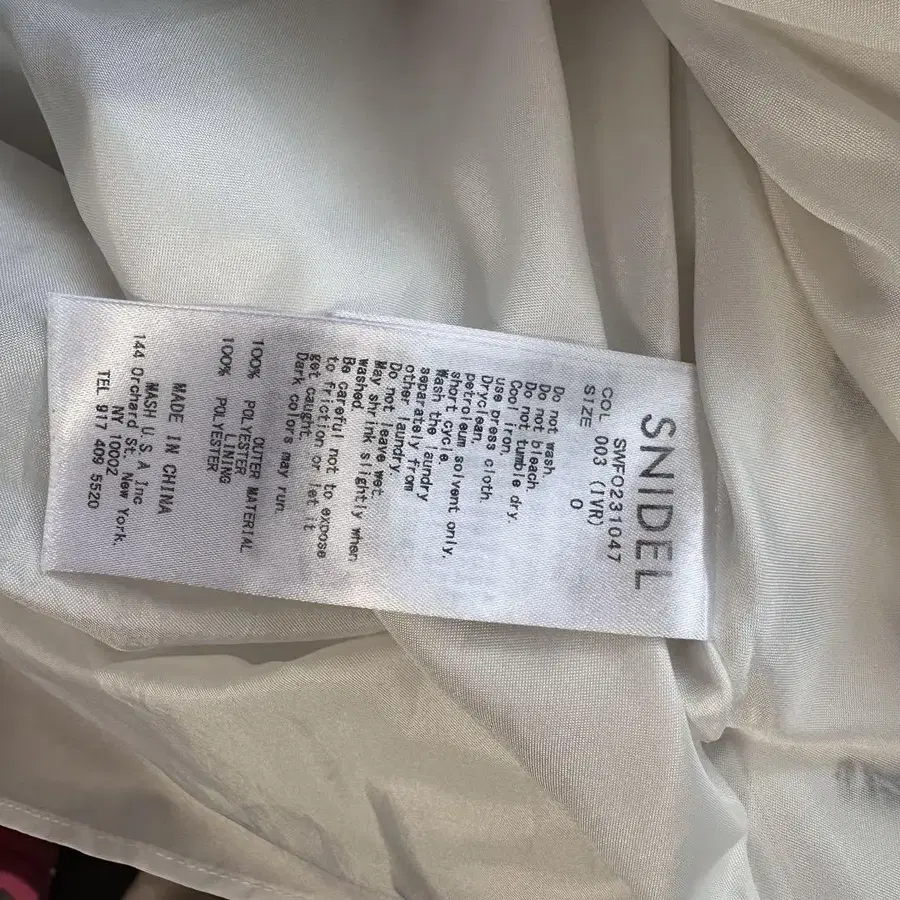 SNIDEL
SWFO231047
COL 003 (IVR)
SIZE 0
Do not wash.
Do not bleach.
Do not tumble dry.
Cool iron.
use press cloth.
Dryclean.
petroleum solvent only.
short cycle.
Wash the laundry
separately from
other laundry.
Do not leave wet.
May shrink slightly when
washed.
Be careful not to expose
to friction or let it
get caught.
Dark colors may run.
OUTER MATERIAL
100% POLYESTER
LINING
100% POLYESTER
MADE IN CHINA
MASH U.S.A Inc.
144 Orchard St. New York,
NY 10002
TEL 917 409 5520